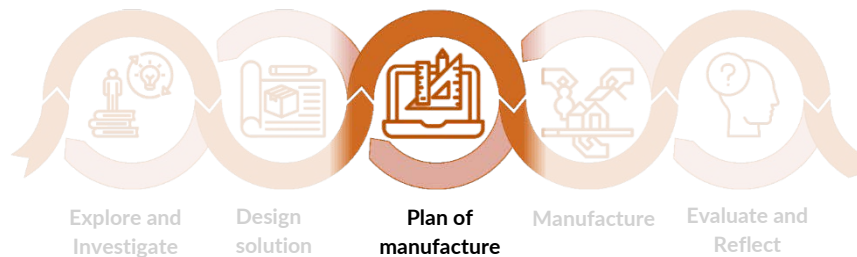 Explore and
Investigate
Design
solution
Plan of
manufacture
Manufacture
Evaluate and
Reflect
?